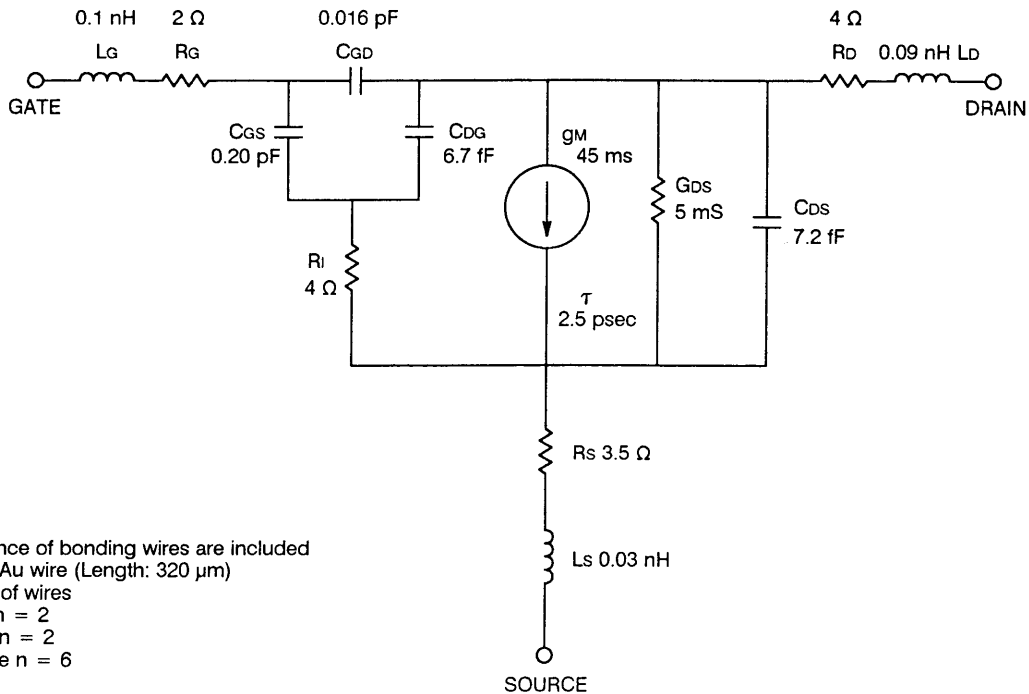 0.1 nH 2 Ω 0.016 pF 4 Ω
LG RG CGD RD 0.09 nH LD
GATE DRAIN
CGS
0.20 pF
CDG
6.7 fF
gM
45 ms
GDS
5 mS
CDS
7.2 fF
RI
4 Ω
τ
2.5 psec
RS 3.5 Ω
LS 0.03 nH
SOURCE
nce of bonding wires are included
Au wire (Length: 320 µm)
of wires
n = 2
n = 2
e n = 6